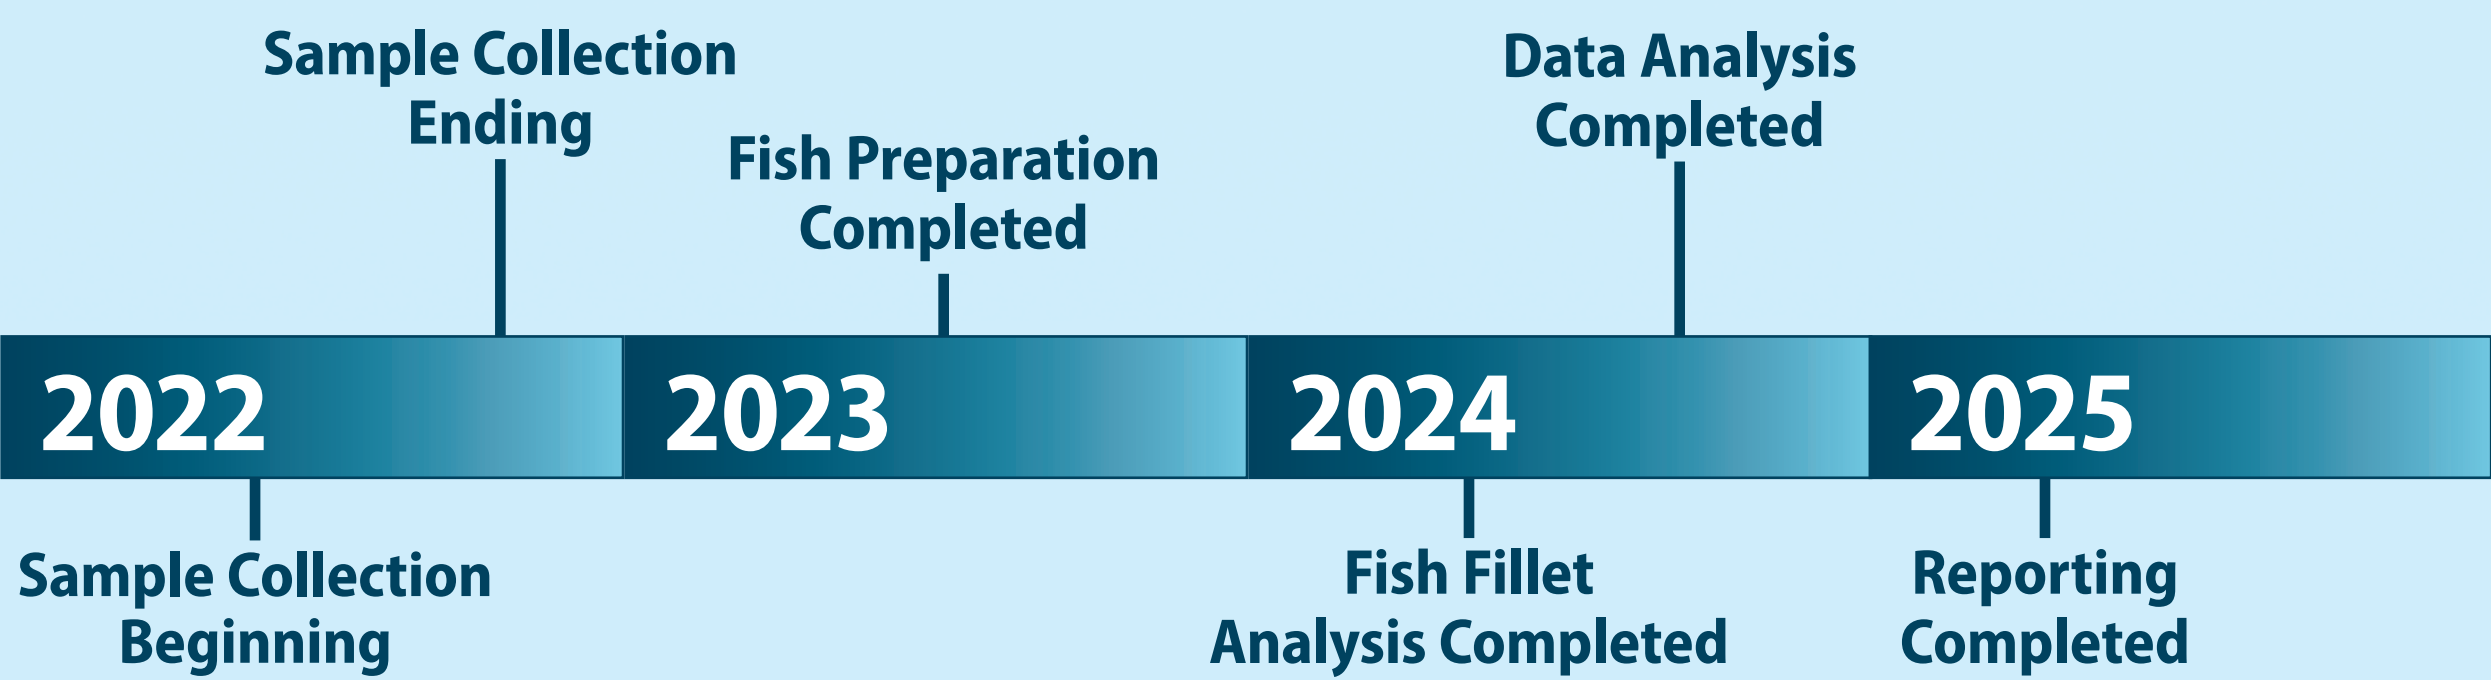 Sample Collection
Ending
Fish Preparation
Completed
Data Analysis
Completed
2022
2023
2024
2025
Sample Collection
Beginning
Fish Fillet
Analysis Completed
Reporting
Completed